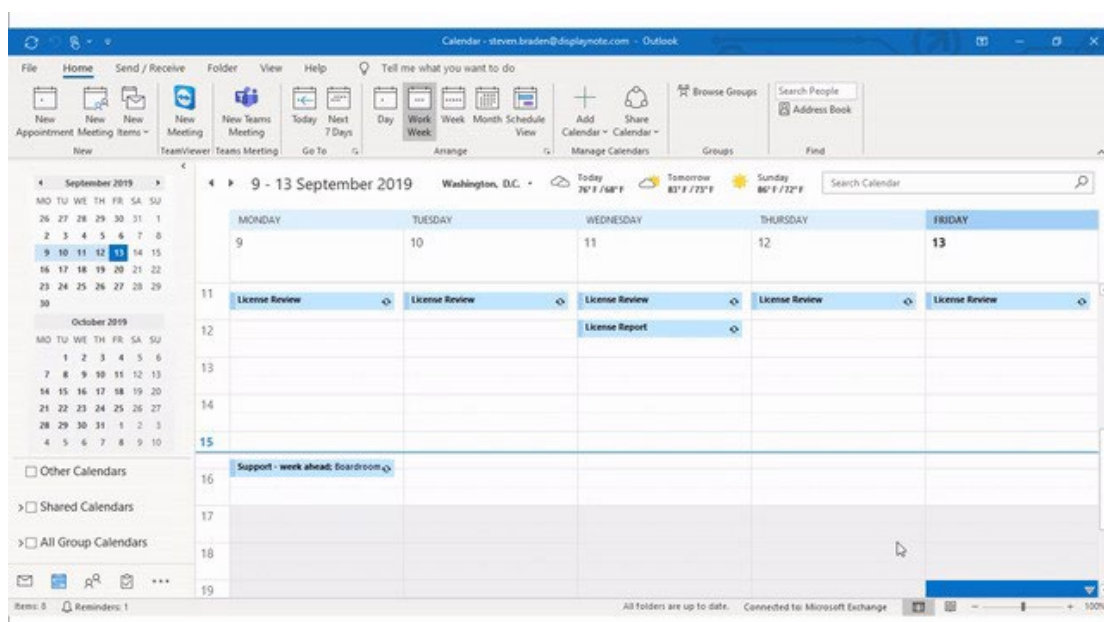 Calendar - steven.braden@displaynote.com - Outlook
File Home Send / Receive Folder View Help Tell me what you want to do
New Appointment
New Meeting
New Items
New Meeting
New Teams Meeting
Today
Next 7 Days
Day
Work Week
Week
Month
Schedule View
Add Calendar
Share Calendar
Browse Groups
Search People
Address Book
New TeamViewer Teams Meeting Go To Arrange Manage Calendars Groups Find
September 2019
MO TU WE TH FR SA SU
26 27 28 29 30 31 1
2 3 4 5 6 7 8
9 10 11 12 13 14 15
16 17 18 19 20 21 22
23 24 25 26 27 28 29
30
October 2019
MO TU WE TH FR SA SU
1 2 3 4 5 6
7 8 9 10 11 12 13
14 15 16 17 18 19 20
21 22 23 24 25 26 27
28 29 30 31 1 2 3
4 5 6 7 8 9 10
Other Calendars
Shared Calendars
All Group Calendars
9 - 13 September 2019 Washington, D.C.
Today 76° F / 68° F
Tomorrow 83° F / 73° F
Sunday 86° F / 72° F
Search Calendar
MONDAY TUESDAY WEDNESDAY THURSDAY FRIDAY
9 10 11 12 13
11 License Review License Review License Review License Review License Review
12 License Report
13
14
15
Support - week ahead; Boardroom
16
17
18
19
Items: 8 Reminders: 1 All folders are up to date. Connected to: Microsoft Exchange 100%